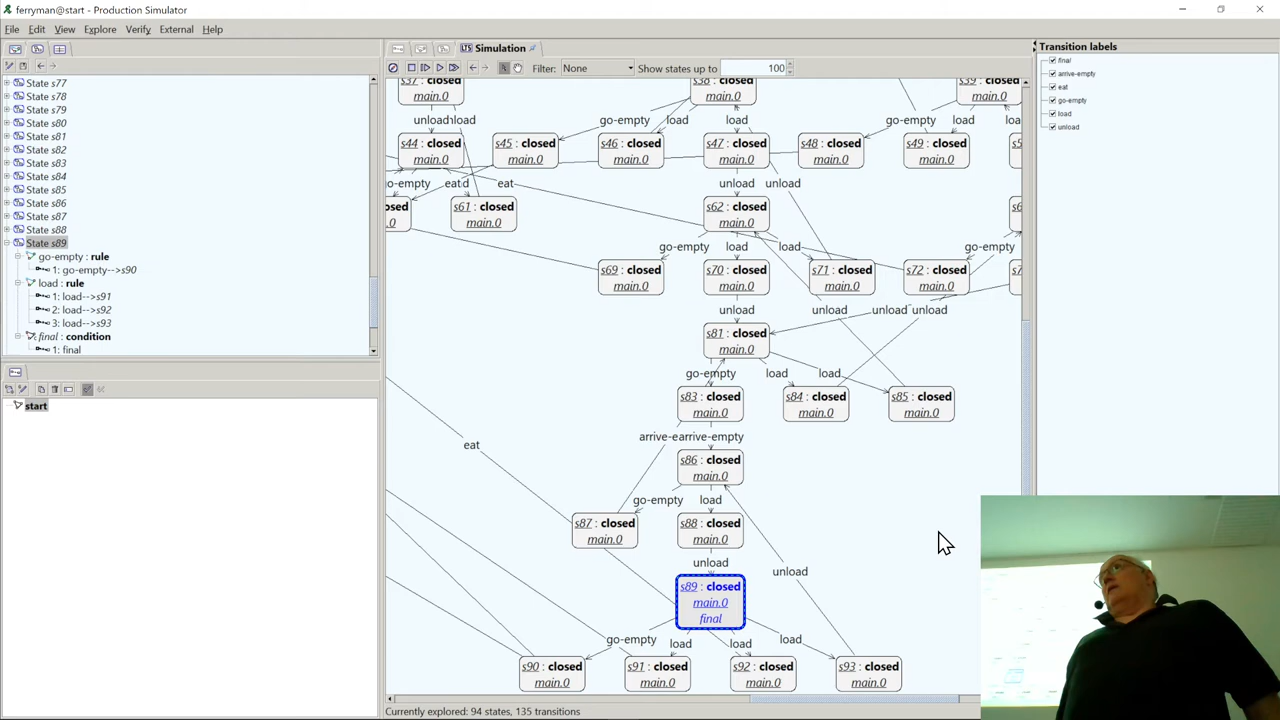 ferryman@start - Production Simulator
File Edit View Explore Verify External Help
State s77
State s78
State s79
State s80
State s81
State s82
State s83
State s84
State s85
State s86
State s87
State s88
State s89
go-empty : rule
1: go-empty-->s90
load : rule
1: load-->s91
2: load-->s92
3: load-->s93
final : condition
1: final
start
LTS Simulation
Filter: None Show states up to 100
s37 : closed s38 : closed s39 : closed
main.0 main.0 main.0
unload load go-empty load load go-empty load load
s44 : closed s45 : closed s46 : closed s47 : closed s48 : closed s49 : closed
main.0 main.0 main.0 main.0 main.0 main.0
go-empty eat eat unload unload
closed s61 : closed s62 : closed
main.0 main.0 main.0
go-empty load load go-empty
s69 : closed s70 : closed s71 : closed s72 : closed
main.0 main.0 main.0 main.0
unload unload unload unload
s81 : closed
main.0
go-empty load load
s83 : closed s84 : closed s85 : closed
main.0 main.0 main.0
arrive-earrive-empty
eat
s86 : closed
main.0
go-empty load
s87 : closed s88 : closed
main.0 main.0
unload unload
s89 : closed
main.0
final
go-empty load load load
s90 : closed s91 : closed s92 : closed s93 : closed
main.0 main.0 main.0 main.0
Currently explored: 94 states, 135 transitions
Transition labels
final
arrive-empty
eat
go-empty
load
unload